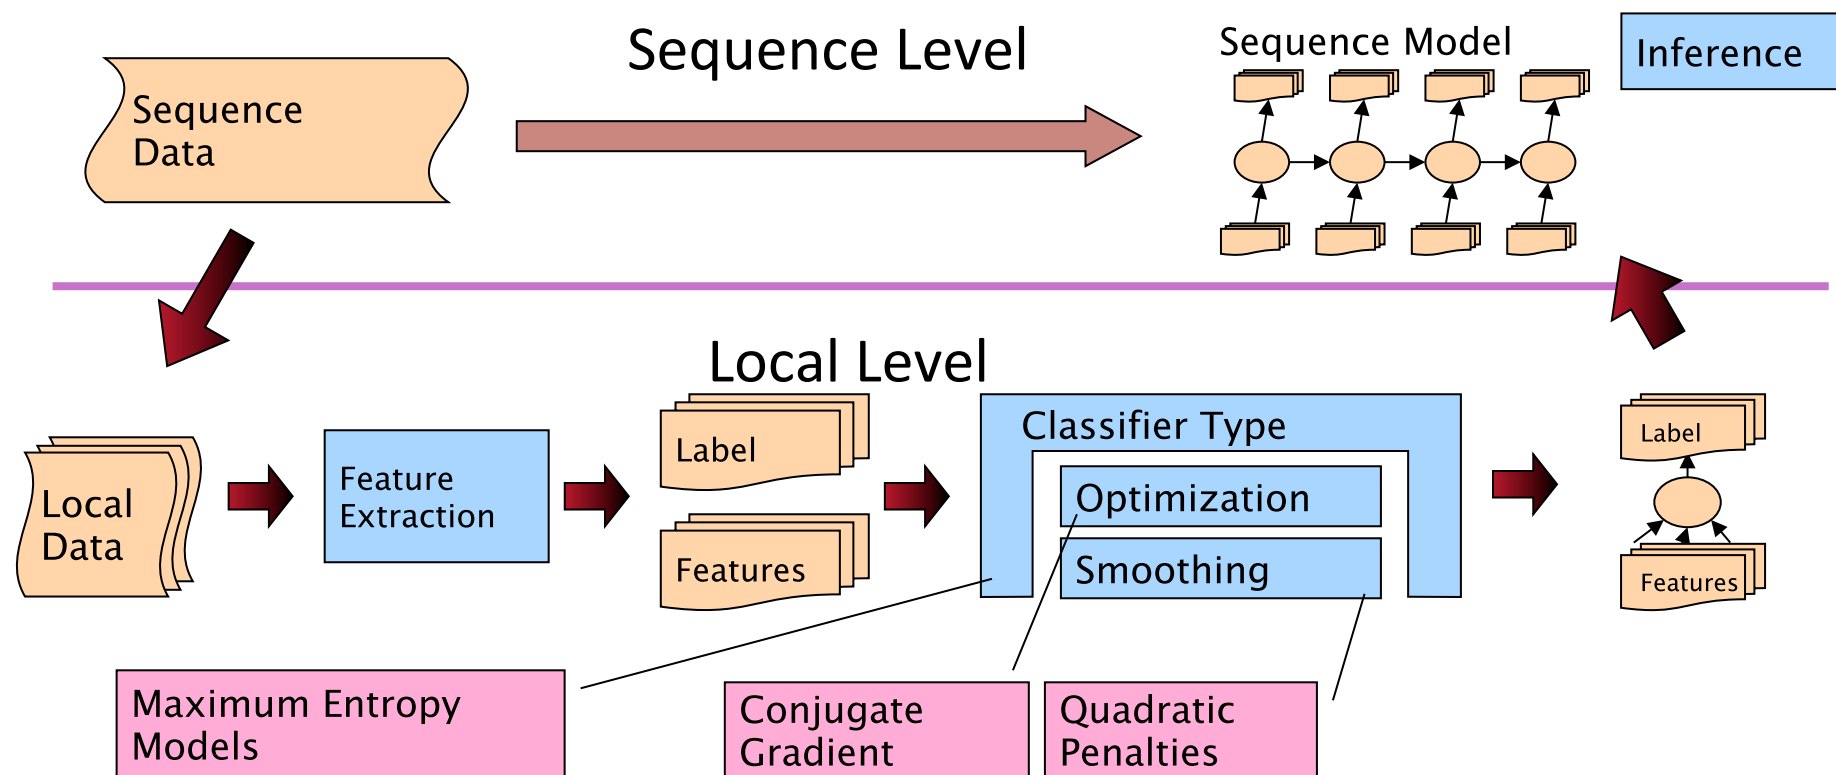 Sequence Level
Sequence Model
Inference
Sequence
Data
Local Level
Local
Data
Feature
Extraction
Label
Features
Classifier Type
Optimization
Smoothing
Label
Features
Maximum Entropy
Models
Conjugate
Gradient
Quadratic
Penalties